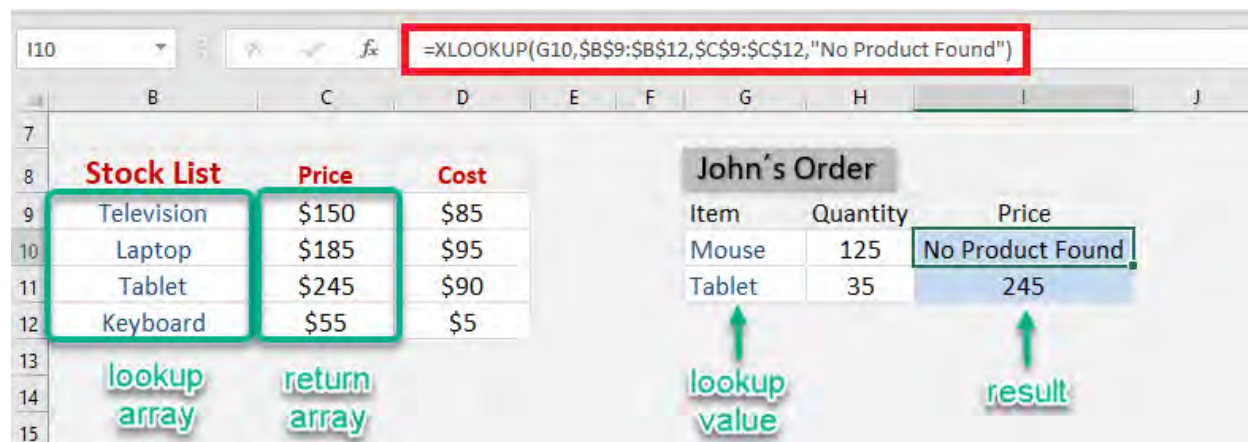 I10 fx =XLOOKUP(G10,$B$9:$B$12,$C$9:$C$12,"No Product Found")
B C D E F G H I J
7
8 Stock List Price Cost John´s Order
9 Television $150 $85 Item Quantity Price
10 Laptop $185 $95 Mouse 125 No Product Found
11 Tablet $245 $90 Tablet 35 245
12 Keyboard $55 $5
13
lookup array
return array
lookup value
result
14
15